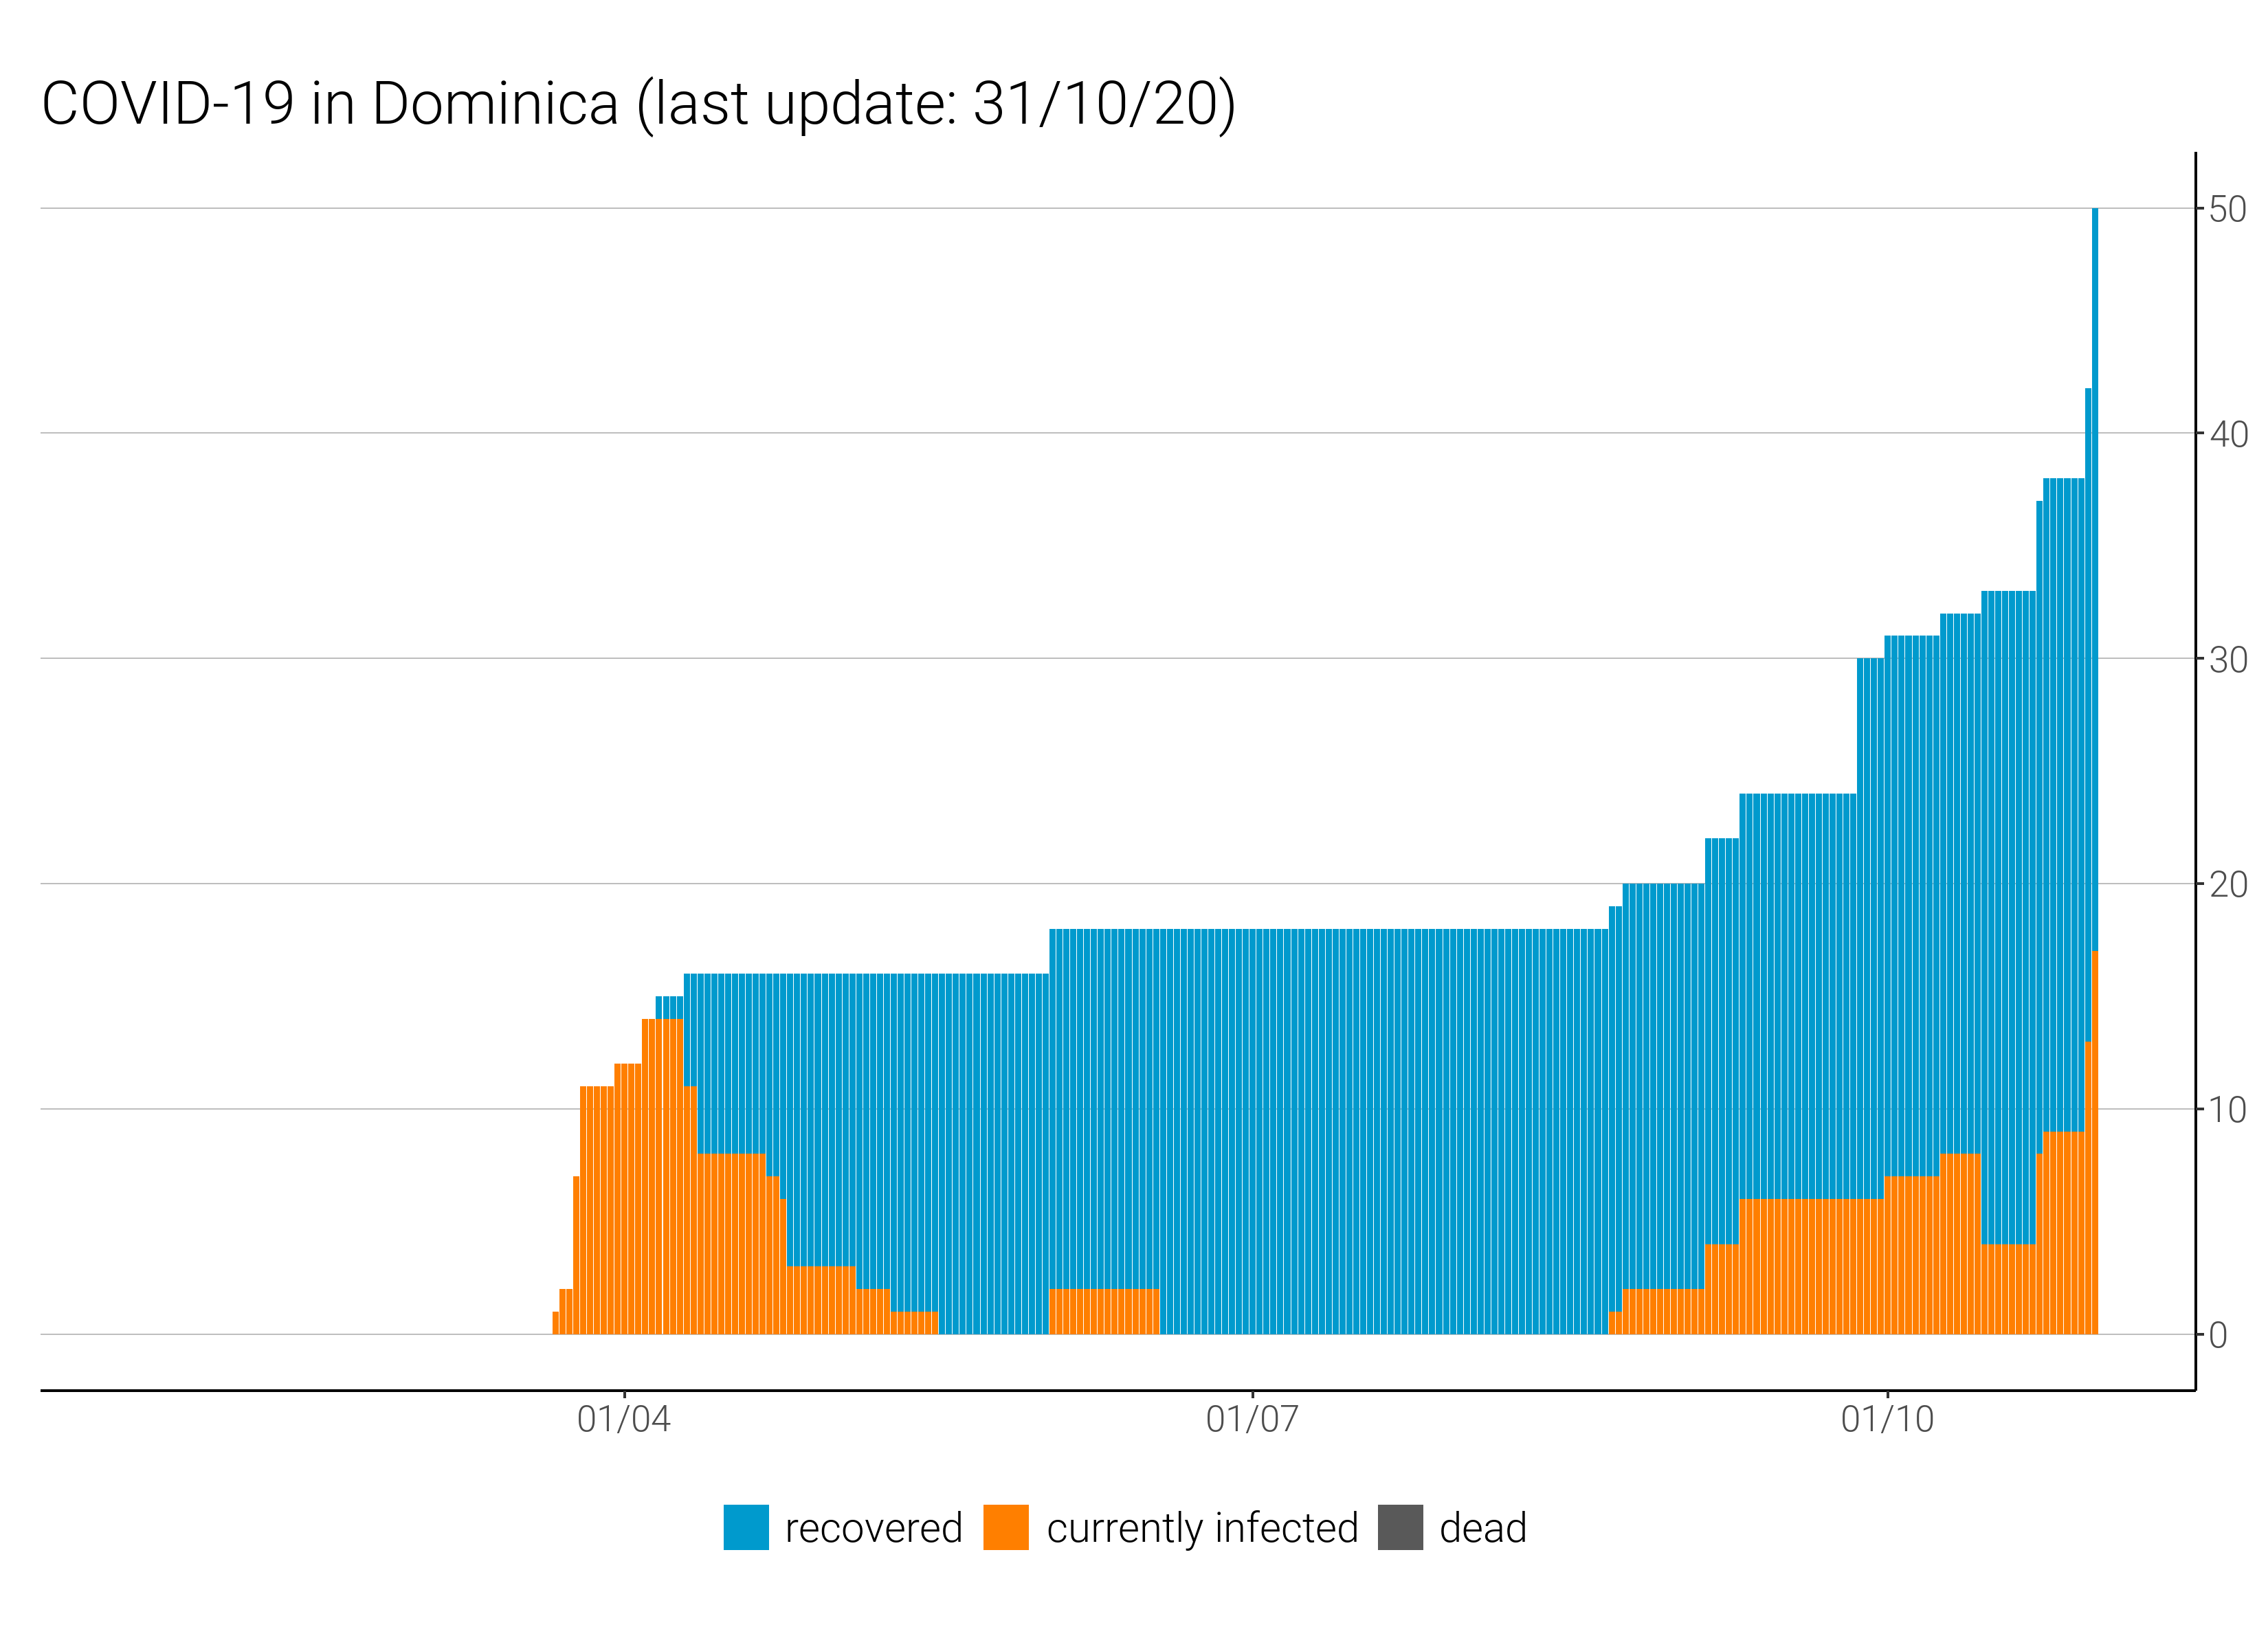 COVID-19 in Dominica (last update: 31/10/20)
50
40
30
20
10
0
01/04 01/07 01/10
recovered currently infected dead